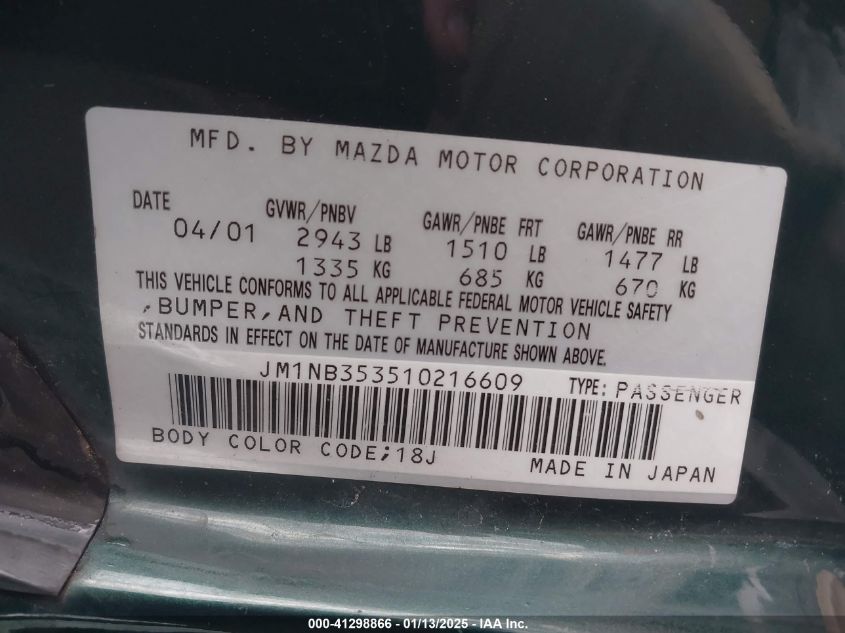 MFD. BY MAZDA MOTOR CORPORATION
DATE GVWR/PNBV GAWR/PNBE FRT GAWR/PNBE RR
04/01 2943 LB 1510 LB 1477 LB
1335 KG 685 KG 670 KG
THIS VEHICLE CONFORMS TO ALL APPLICABLE FEDERAL MOTOR VEHICLE SAFETY
,BUMPER,AND THEFT PREVENTION
STANDARDS IN EFFECT ON THE DATE OF MANUFACTURE SHOWN ABOVE.
JM1NB353510216609 TYPE: PASSENGER
BODY COLOR CODE;18J MADE IN JAPAN
000-41298866 - 01/13/2025 - IAA Inc.